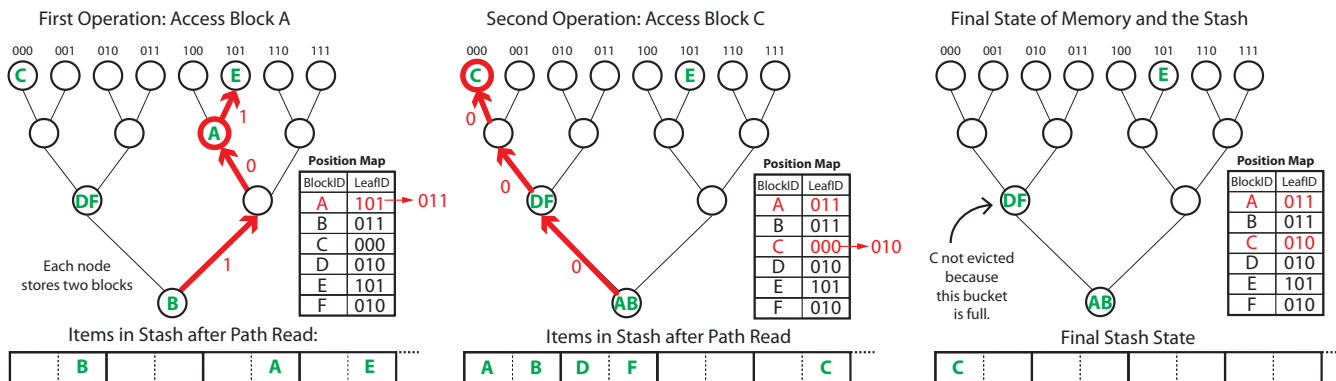 First Operation: Access Block A
000 001 010 011 100 101 110 111
C E
1
A
0
DF
1
Each node
stores two blocks
B
Position Map
BlockID LeafID
A 101 011
B 011
C 000
D 010
E 101
F 010
Items in Stash after Path Read:
B A E
Second Operation: Access Block C
000 001 010 011 100 101 110 111
C E
0
0
DF
0
AB
Position Map
BlockID LeafID
A 011
B 011
C 000 010
D 010
E 101
F 010
Items in Stash after Path Read
A B D F C
Final State of Memory and the Stash
000 001 010 011 100 101 110 111
E
DF
C not evicted
because
this bucket
is full.
AB
Position Map
BlockID LeafID
A 011
B 011
C 010
D 010
E 101
F 010
Final Stash State
C